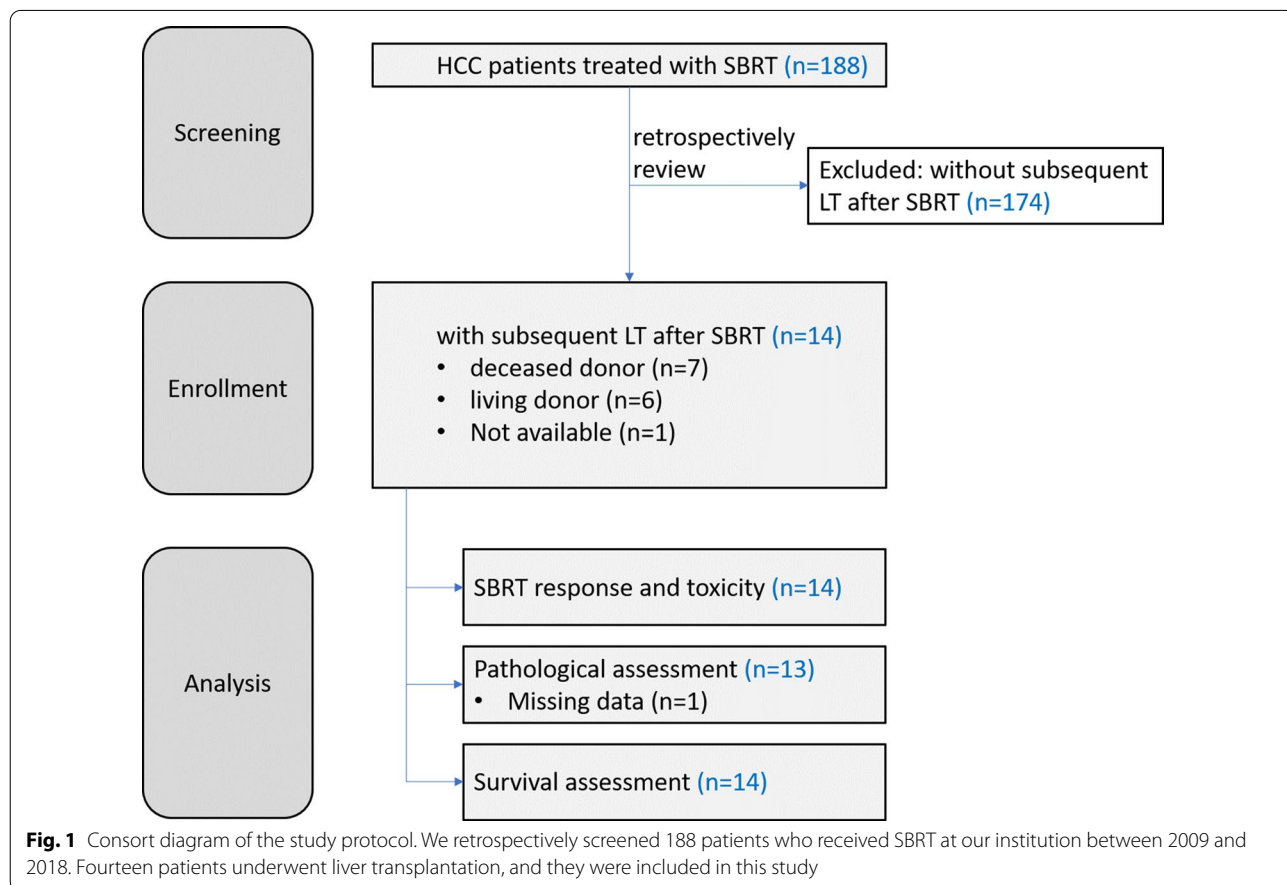 Screening
HCC patients treated with SBRT (n=188)
retrospectively
review
Excluded: without subsequent
LT after SBRT (n=174)
Enrollment
with subsequent LT after SBRT (n=14)
• deceased donor (n=7)
• living donor (n=6)
• Not available (n=1)
Analysis
SBRT response and toxicity (n=14)
Pathological assessment (n=13)
• Missing data (n=1)
Survival assessment (n=14)
Fig. 1 Consort diagram of the study protocol. We retrospectively screened 188 patients who received SBRT at our institution between 2009 and
2018. Fourteen patients underwent liver transplantation, and they were included in this study